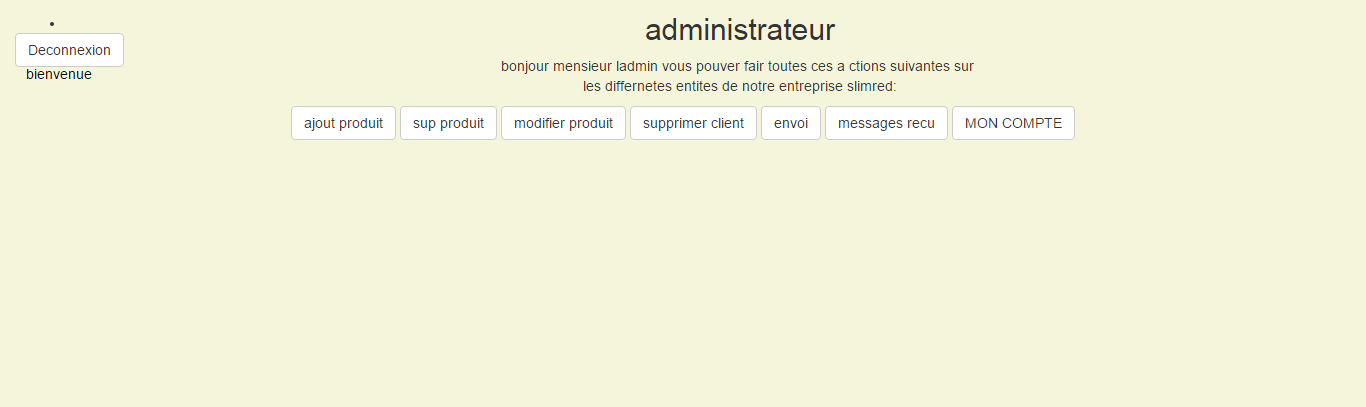 administrateur
Deconnexion
bienvenue
bonjour mensieur ladmin vous pouver fair toutes ces a ctions suivantes sur
les differnetes entites de notre entreprise slimred:
ajout produit sup produit modifier produit supprimer client envoi messages recu MON COMPTE